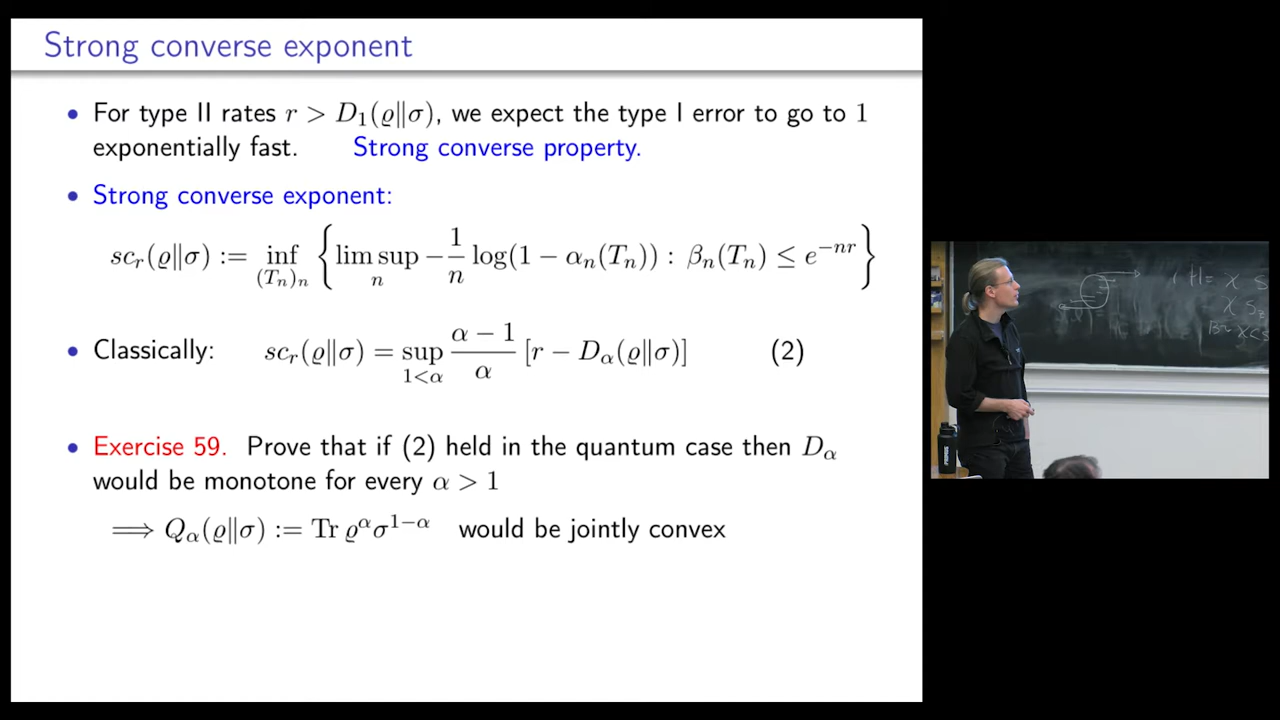 Strong converse exponent
• For type II rates r > D₁(ϱ‖σ), we expect the type I error to go to 1
exponentially fast. Strong converse property.
• Strong converse exponent:
sc_r(ϱ‖σ) := inf_{(T_n)_n} { lim sup_n −1/n log(1 − α_n(T_n)) : β_n(T_n) ≤ e^{−nr} }
• Classically: sc_r(ϱ‖σ) = sup_{1<α} (α − 1)/α [r − D_α(ϱ‖σ)] (2)
• Exercise 59. Prove that if (2) held in the quantum case then D_α
would be monotone for every α > 1
⟹ Q_α(ϱ‖σ) := Tr ϱ^α σ^{1−α} would be jointly convex